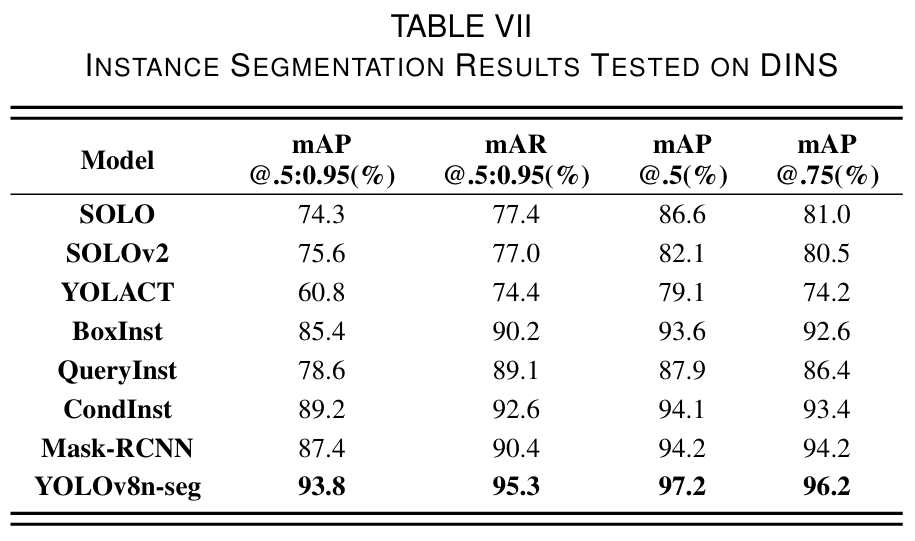 TABLE VII
INSTANCE SEGMENTATION RESULTS TESTED ON DINS
Model mAP @.5:0.95(%) mAR @.5:0.95(%) mAP @.5(%) mAP @.75(%)
SOLO 74.3 77.4 86.6 81.0
SOLOv2 75.6 77.0 82.1 80.5
YOLACT 60.8 74.4 79.1 74.2
BoxInst 85.4 90.2 93.6 92.6
QueryInst 78.6 89.1 87.9 86.4
CondInst 89.2 92.6 94.1 93.4
Mask-RCNN 87.4 90.4 94.2 94.2
YOLOv8n-seg 93.8 95.3 97.2 96.2